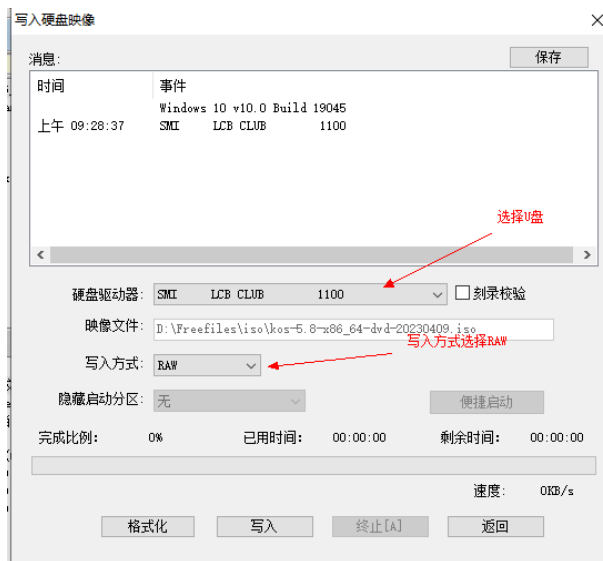 写入硬盘映像
消息:
保存
时间 事件
Windows 10 v10.0 Build 19045
上午 09:28:37 SMI LCB CLUB 1100
选择U盘
硬盘驱动器: SMI LCB CLUB 1100 刻录校验
映像文件: D:\Freefiles\iso\kos-5.8-x86_64-dvd-20230409.iso
写入方式选择RAW
写入方式: RAW
隐藏启动分区: 无 便捷启动
完成比例: 0% 已用时间: 00:00:00 剩余时间: 00:00:00
速度: 0KB/s
格式化 写入 终止[A] 返回